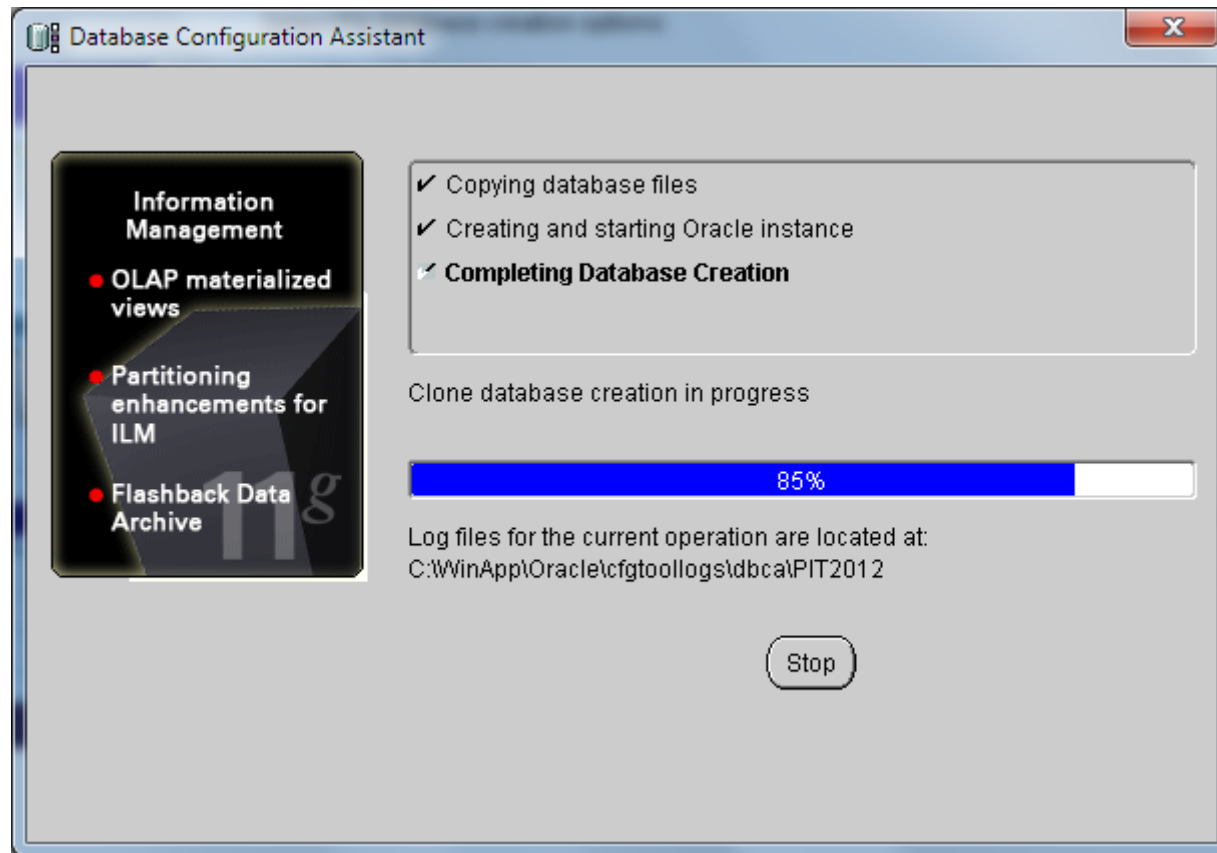 Database Configuration Assistant
Information
Management
OLAP materialized
views
Partitioning
enhancements for
ILM
Flashback Data
Archive
11g
Copying database files
Creating and starting Oracle instance
Completing Database Creation
Clone database creation in progress
85%
Log files for the current operation are located at:
C:\WinApp\Oracle\cfgtoollogs\dbca\PIT2012
Stop